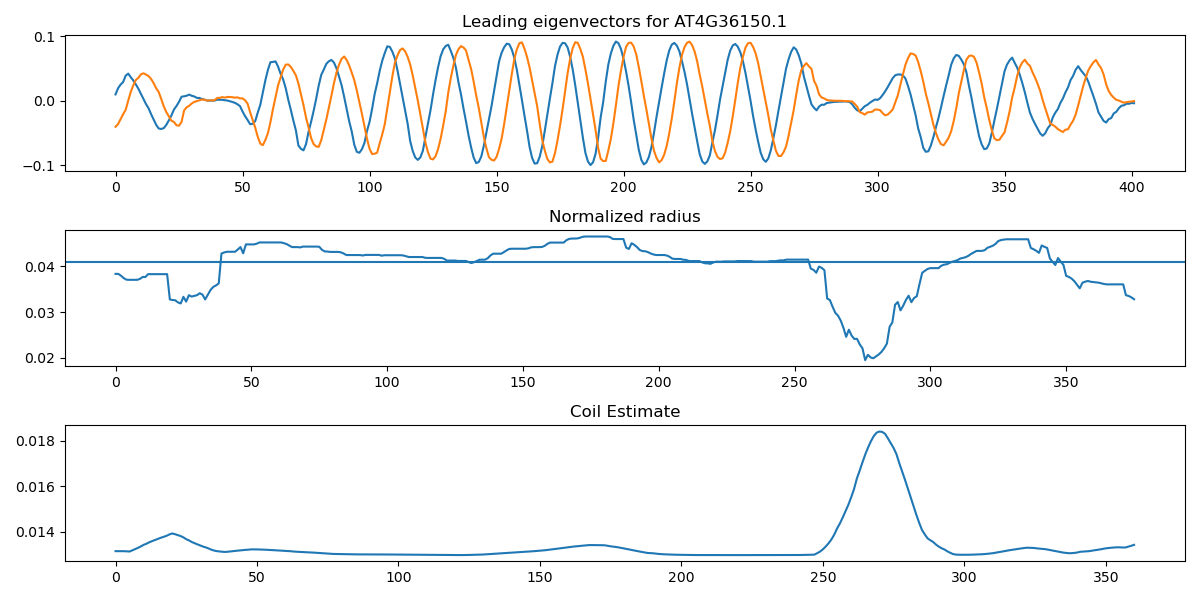 Leading eigenvectors for AT4G36150.1
0.1
0.0
−0.1
0 50 100 150 200 250 300 350 400
Normalized radius
0.04
0.03
0.02
0 50 100 150 200 250 300 350
Coil Estimate
0.018
0.016
0.014
0 50 100 150 200 250 300 350